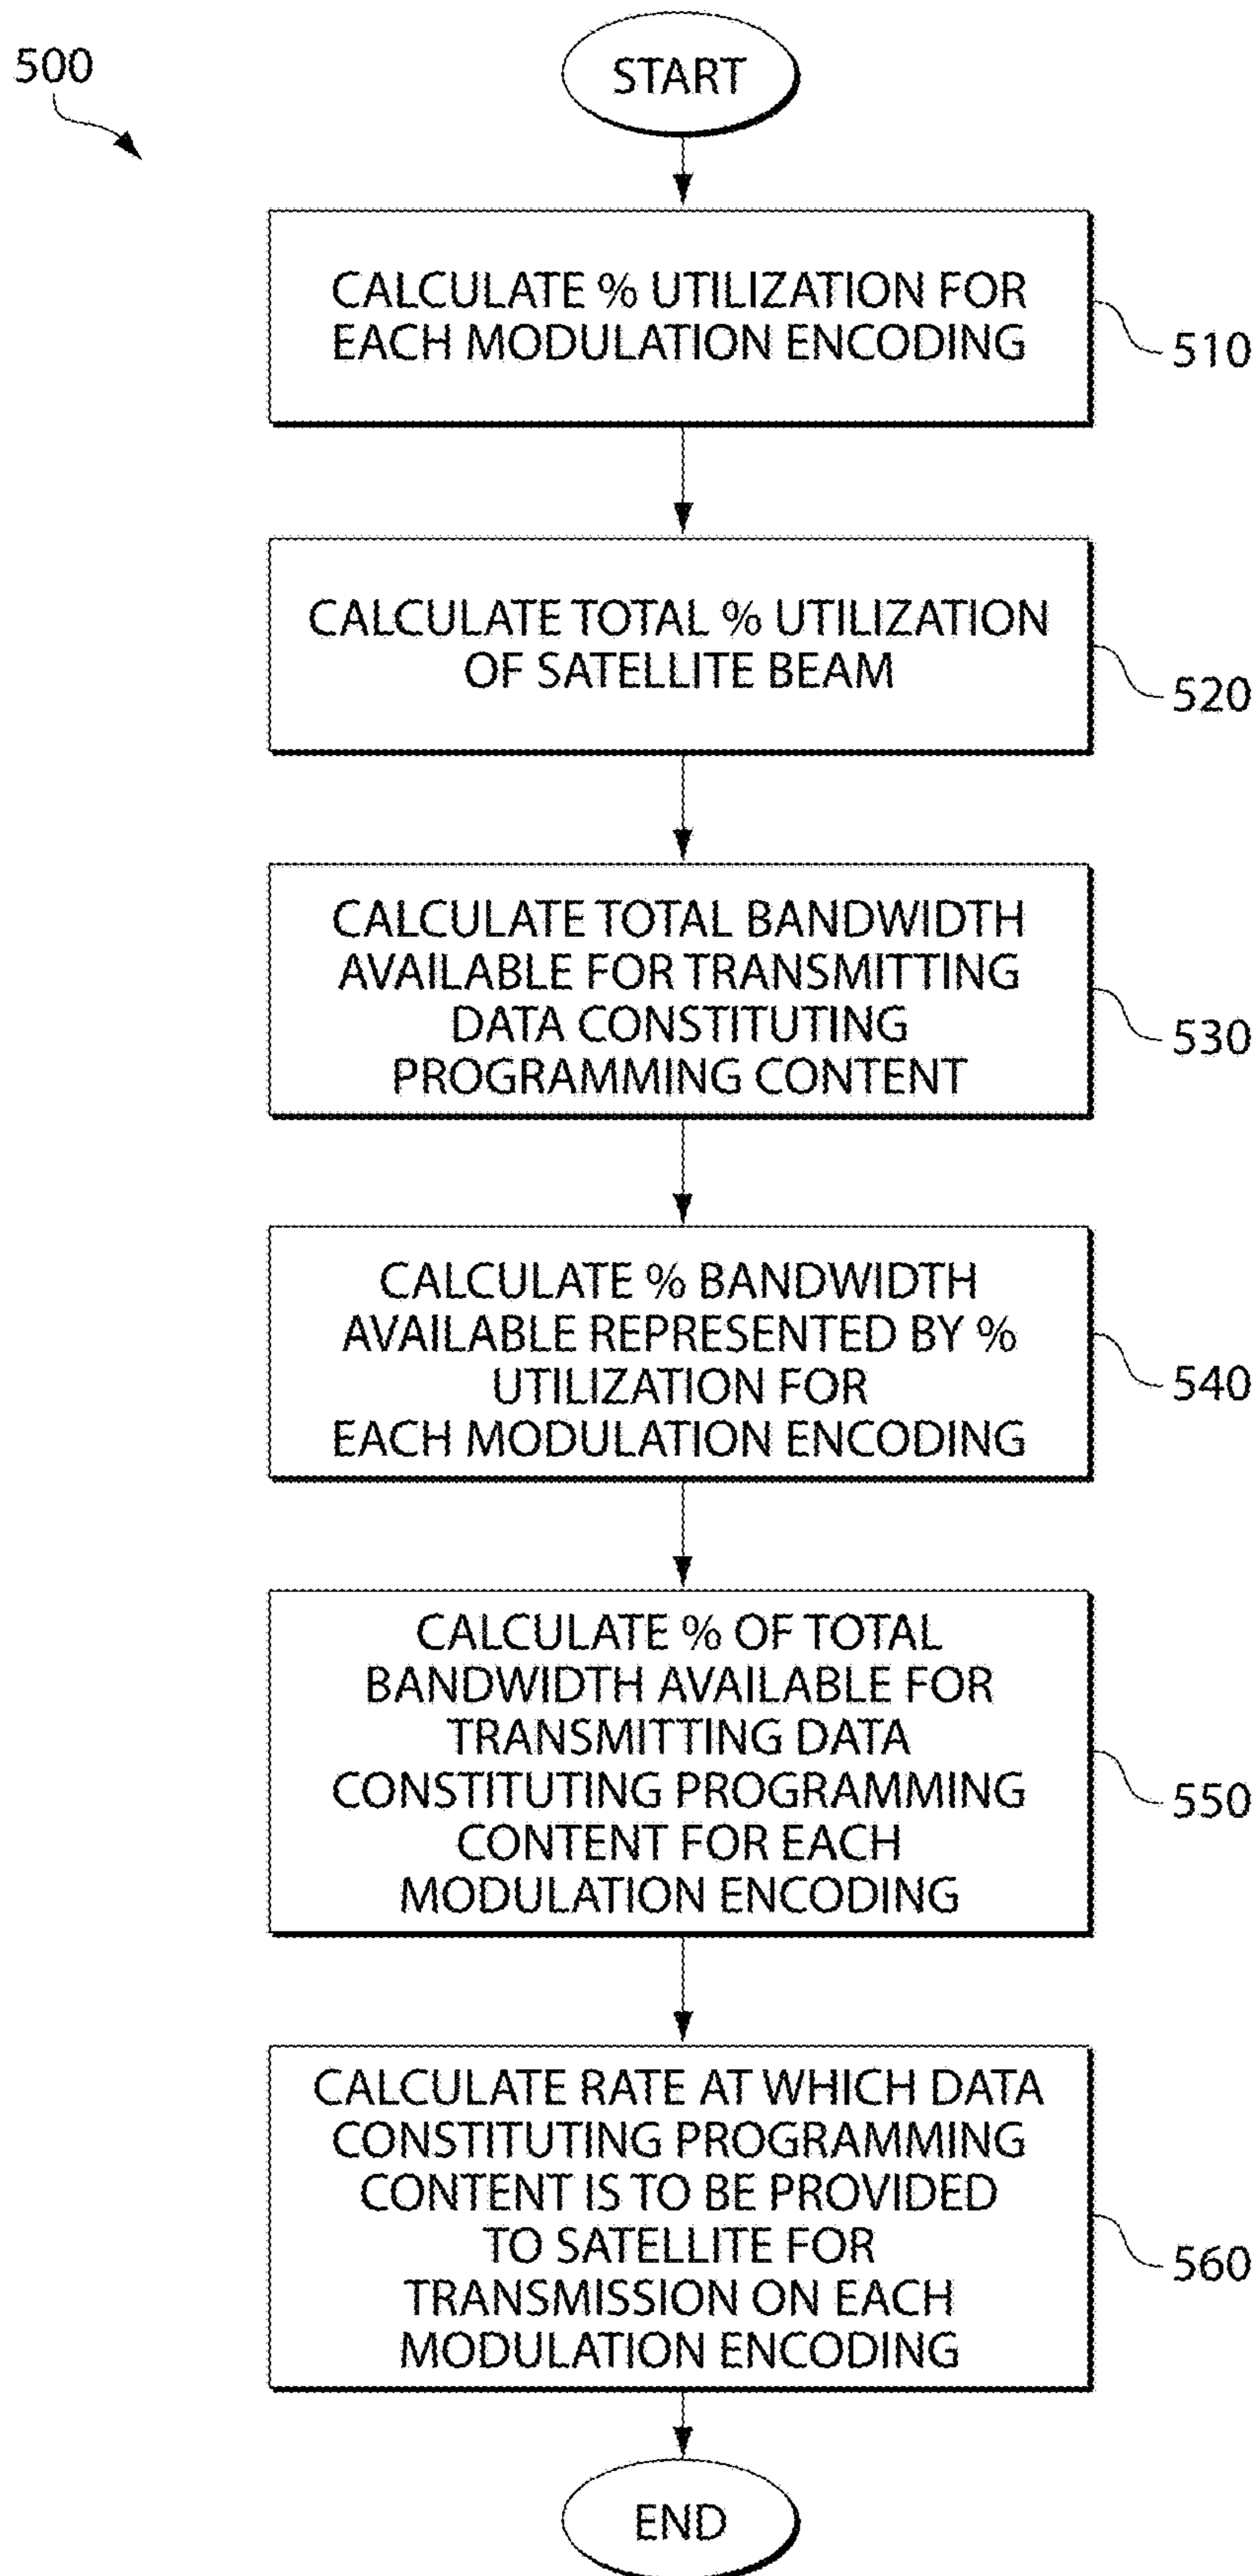 500
START
CALCULATE % UTILIZATION FOR
EACH MODULATION ENCODING
510
CALCULATE TOTAL % UTILIZATION
OF SATELLITE BEAM
520
CALCULATE TOTAL BANDWIDTH
AVAILABLE FOR TRANSMITTING
DATA CONSTITUTING
PROGRAMMING CONTENT
530
CALCULATE % BANDWIDTH
AVAILABLE REPRESENTED BY %
UTILIZATION FOR
EACH MODULATION ENCODING
540
CALCULATE % OF TOTAL
BANDWIDTH AVAILABLE FOR
TRANSMITTING DATA
CONSTITUTING PROGRAMMING
CONTENT FOR EACH
MODULATION ENCODING
550
CALCULATE RATE AT WHICH DATA
CONSTITUTING PROGRAMMING
CONTENT IS TO BE PROVIDED
TO SATELLITE FOR
TRANSMISSION ON EACH
MODULATION ENCODING
560
END